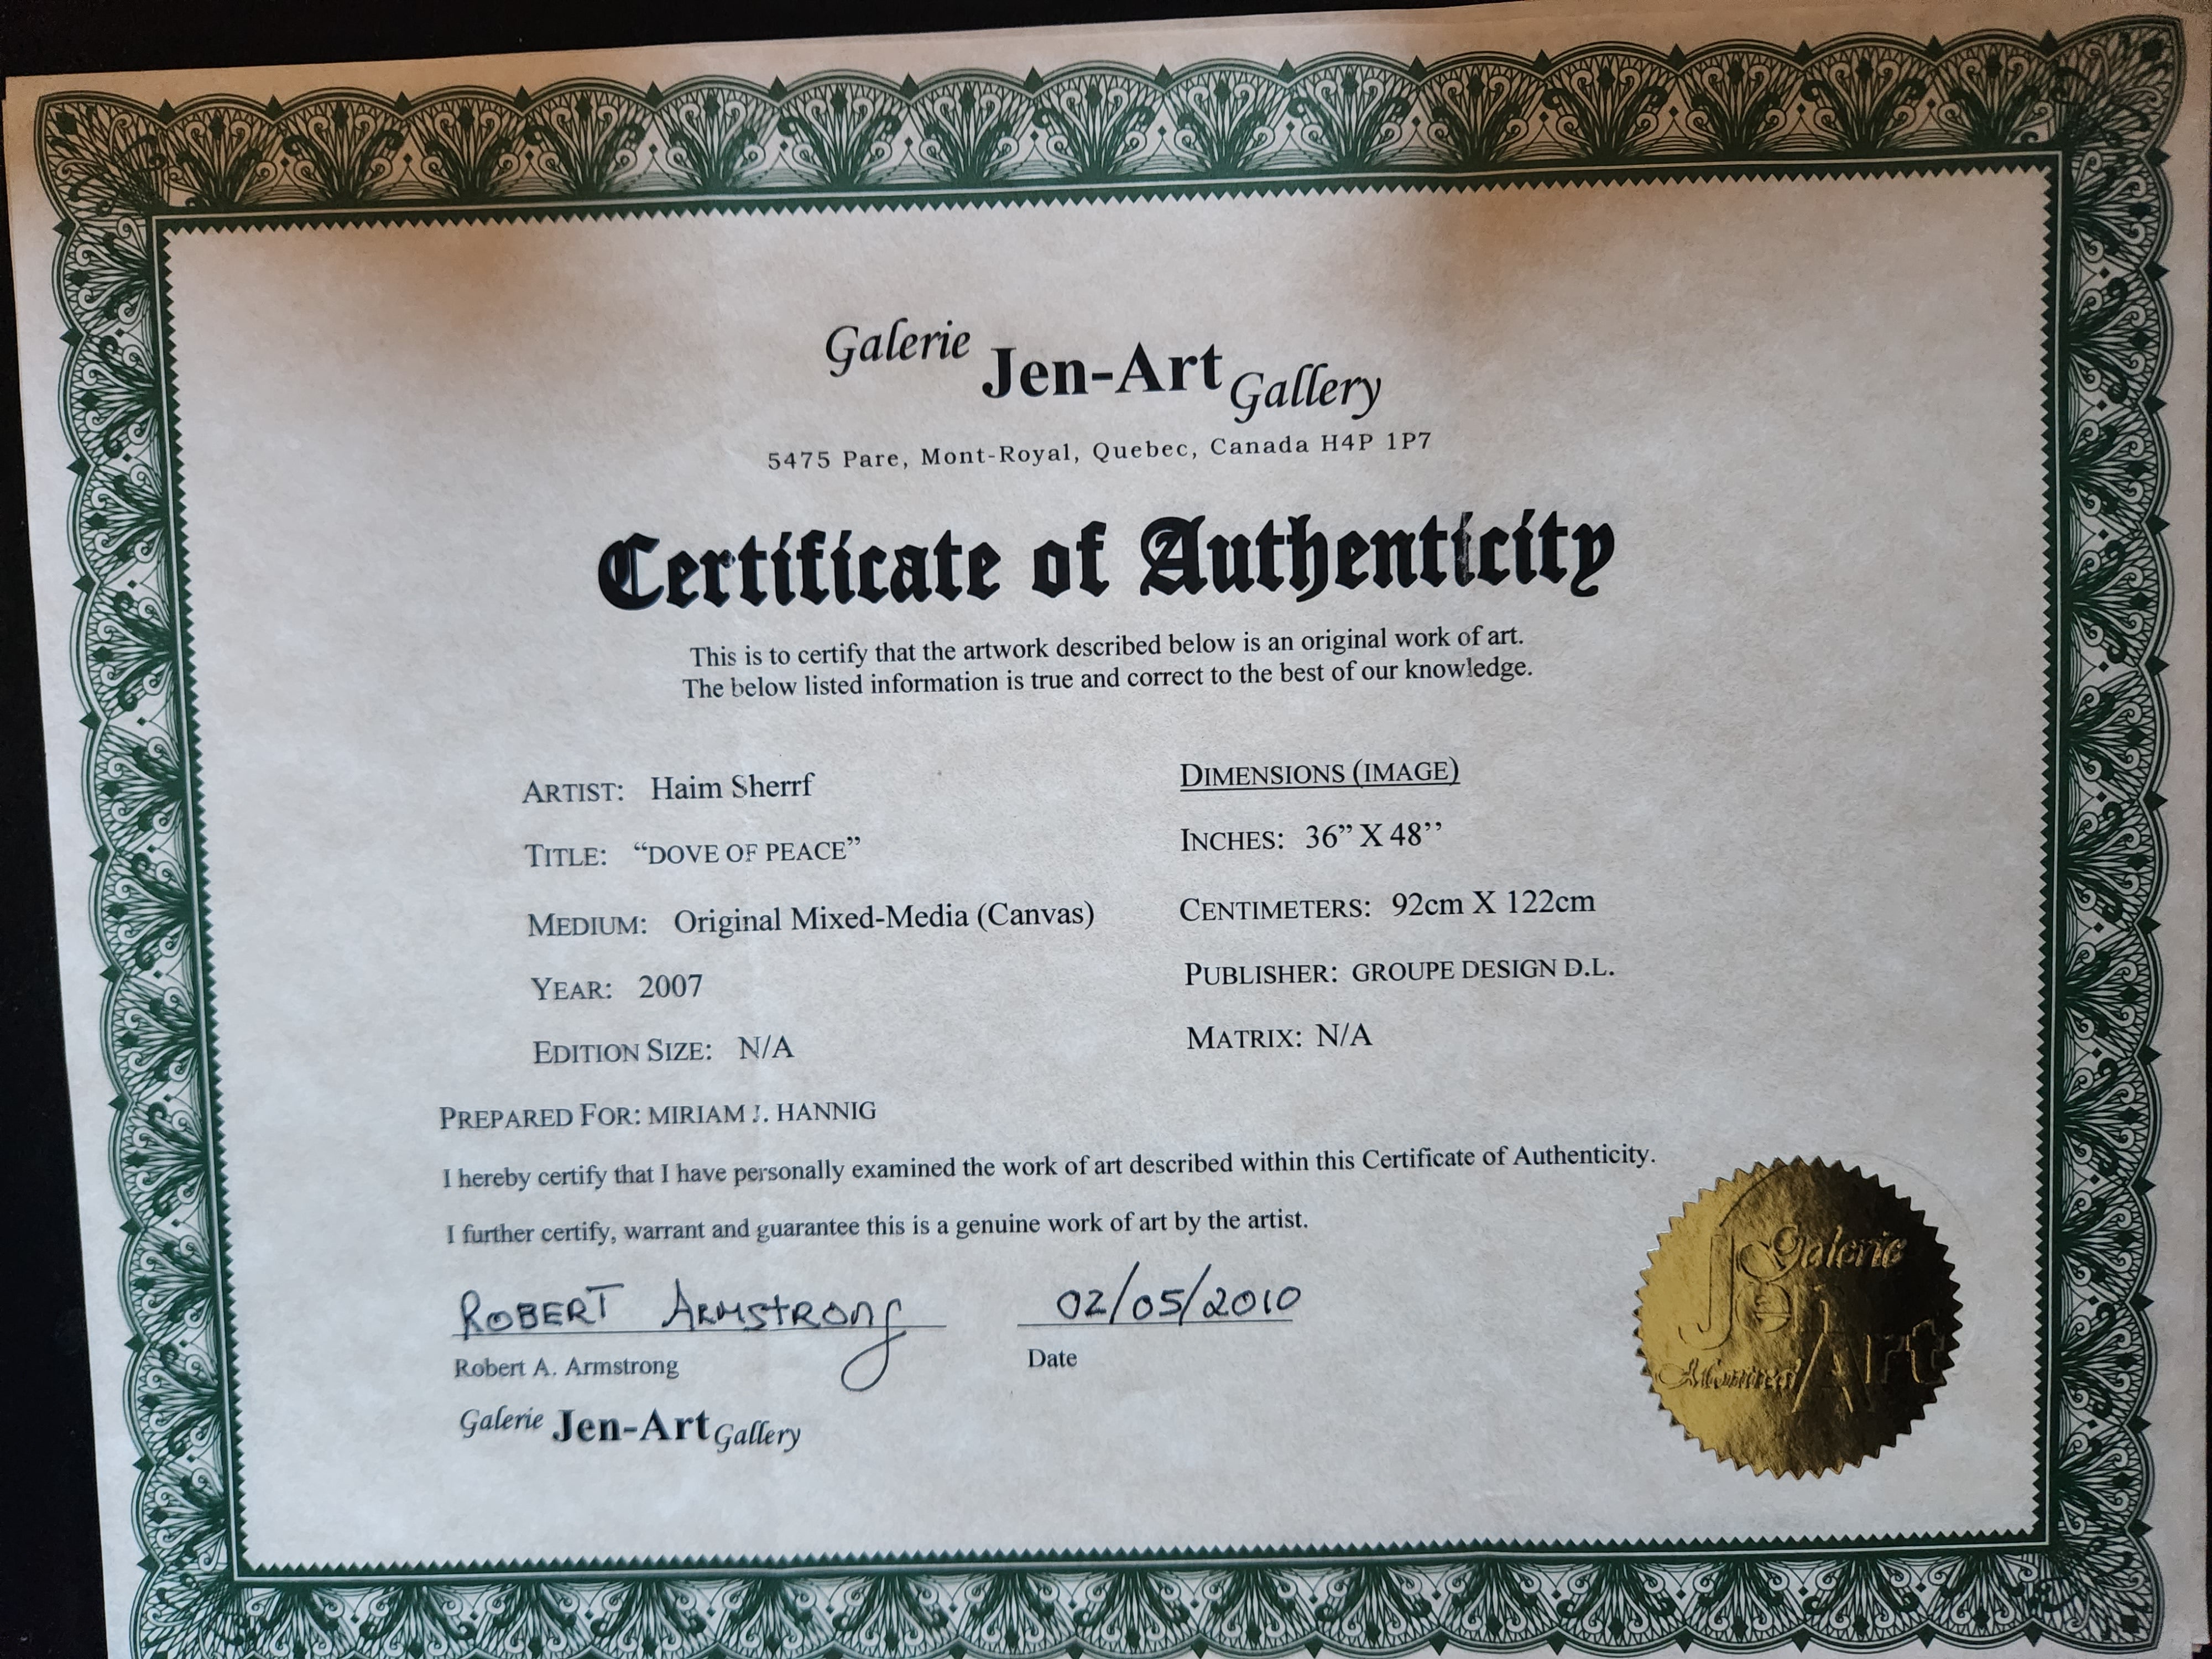 Galerie Jen-Art Gallery
5475 Pare, Mont-Royal, Quebec, Canada H4P 1P7
Certificate of Authenticity
This is to certify that the artwork described below is an original work of art.
The below listed information is true and correct to the best of our knowledge.
ARTIST: Haim Sherrf
TITLE: “DOVE OF PEACE”
MEDIUM: Original Mixed-Media (Canvas)
YEAR: 2007
EDITION SIZE: N/A
DIMENSIONS (IMAGE)
INCHES: 36” X 48’’
CENTIMETERS: 92cm X 122cm
PUBLISHER: GROUPE DESIGN D.L.
MATRIX: N/A
PREPARED FOR: MIRIAM J. HANNIG
I hereby certify that I have personally examined the work of art described within this Certificate of Authenticity.
I further certify, warrant and guarantee this is a genuine work of art by the artist.
ROBERT ARMSTRONG 02/05/2010
Robert A. Armstrong Date
Galerie Jen-Art Gallery
Galerie
Jen
Art